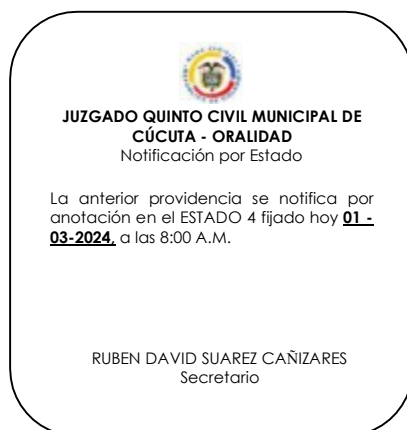 JUZGADO QUINTO CIVIL MUNICIPAL DE
CÚCUTA - ORALIDAD
Notificación por Estado
La anterior providencia se notifica por
anotación en el ESTADO 4 fijado hoy 01 -
03-2024, a las 8:00 A.M.
RUBEN DAVID SUAREZ CAÑIZARES
Secretario